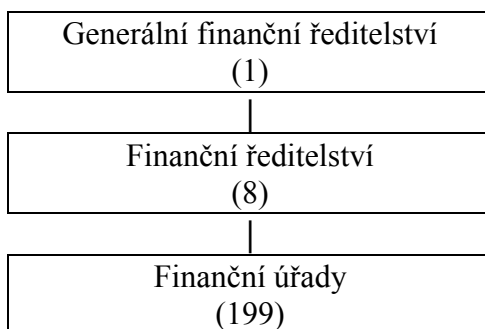 Generální finanční ředitelství
(1)
Finanční ředitelství
(8)
Finanční úřady
(199)